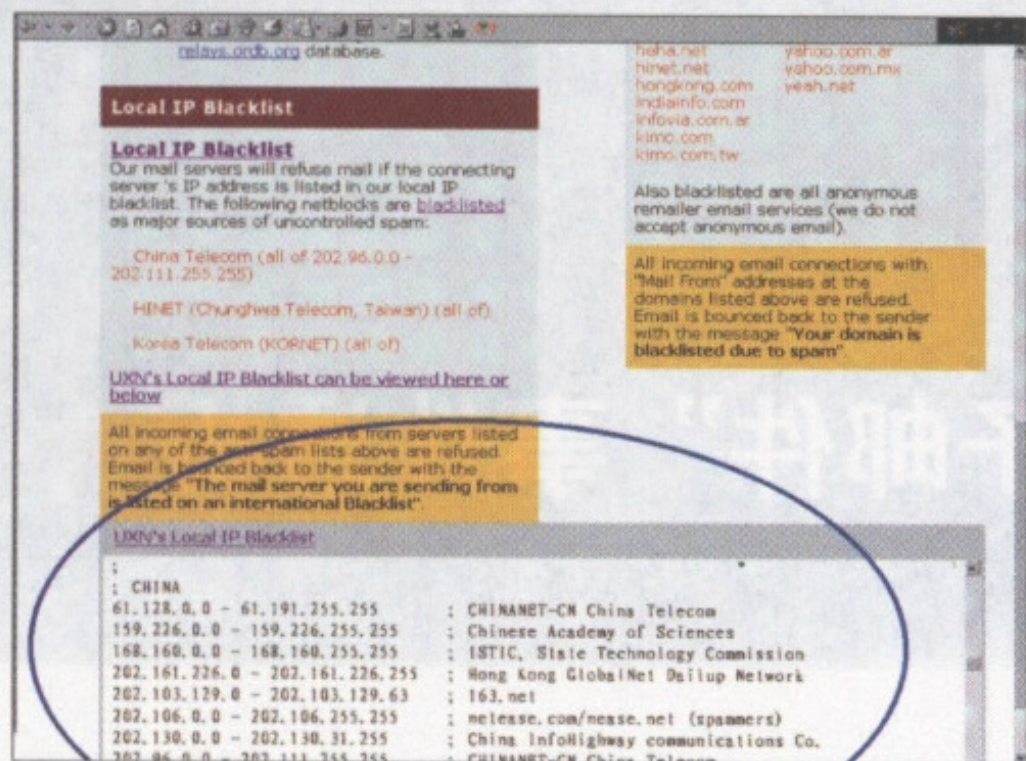 relays.ordb.org database.
Local IP Blacklist
Local IP Blacklist
Our mail servers will refuse mail if the connecting
server 's IP address is listed in our local IP
blacklist. The following netblocks are blacklisted
as major sources of uncontrolled spam:
China Telecom (all of 202.96.0.0 -
202.111.255.255)
HINET (Chunghwa Telecom, Taiwan) (all of)
Korea Telecom (KORNET) (all of)
UXN's Local IP Blacklist can be viewed here or
below
All incoming email connections from servers listed
on any of the anti-spam lists above are refused.
Email is bounced back to the sender with the
message "The mail server you are sending from
is listed on an international Blacklist".
haha.net yahoo.com.ar
hinet.net yahoo.com.mx
hongkong.com yeah.net
indiainfo.com
infovia.com.ar
kimo.com
kimo.com.tw
Also blacklisted are all anonymous
remailer email services (we do not
accept anonymous email).
All incoming email connections with
"Mail From" addresses at the
domains listed above are refused.
Email is bounced back to the sender
with the message "Your domain is
blacklisted due to spam".
UXN's Local IP Blacklist
;
; CHINA
61.128.0.0 - 61.191.255.255 ; CHINANET-CN China Telecom
159.226.0.0 - 159.226.255.255 ; Chinese Academy of Sciences
168.160.0.0 - 168.160.255.255 ; ISTIC, State Technology Commission
202.161.226.0 - 202.161.226.255 ; Hong Kong GlobalNet Dailup Network
202.103.129.0 - 202.103.129.63 ; 163.net
202.106.0.0 - 202.106.255.255 ; netease.com/nease.net (spammers)
202.130.0.0 - 202.130.31.255 ; China InfoHighway communications Co.
202.96.0.0 - 202.111.255.255 ; CHINANET-CN China Telecom